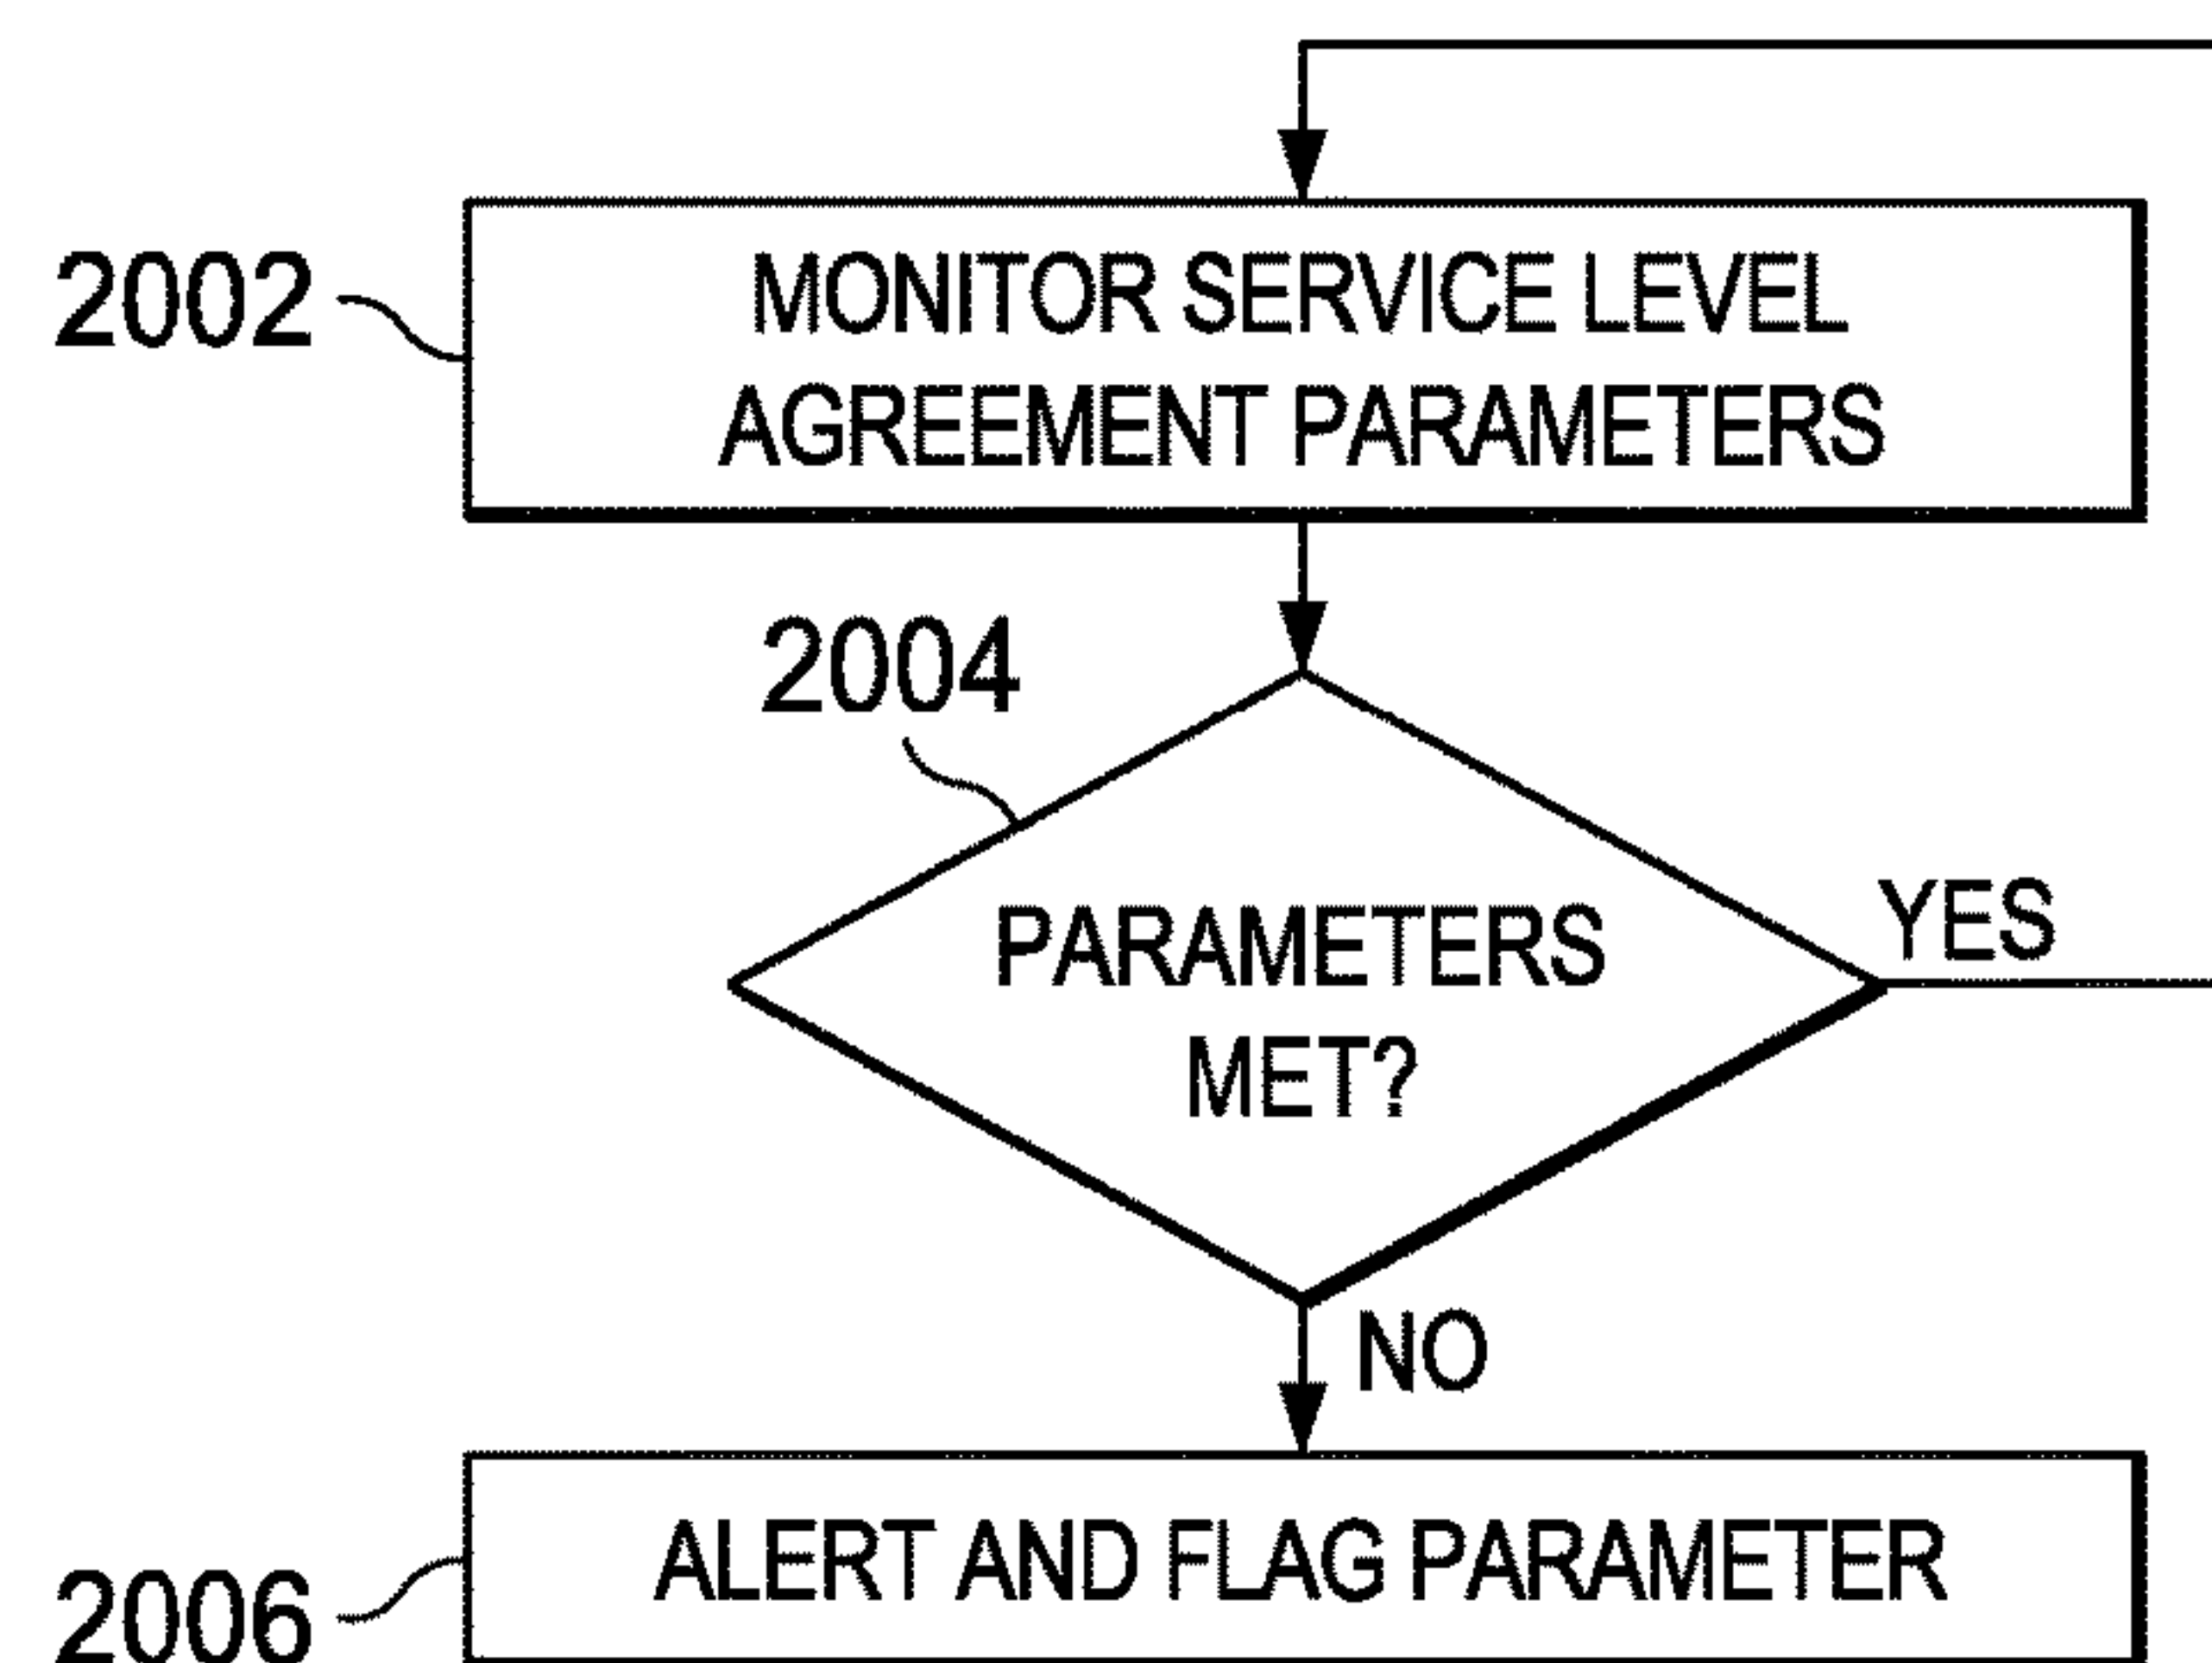 2002
MONITOR SERVICE LEVEL
AGREEMENT PARAMETERS
2004
PARAMETERS
MET?
YES
NO
2006
ALERT AND FLAG PARAMETER